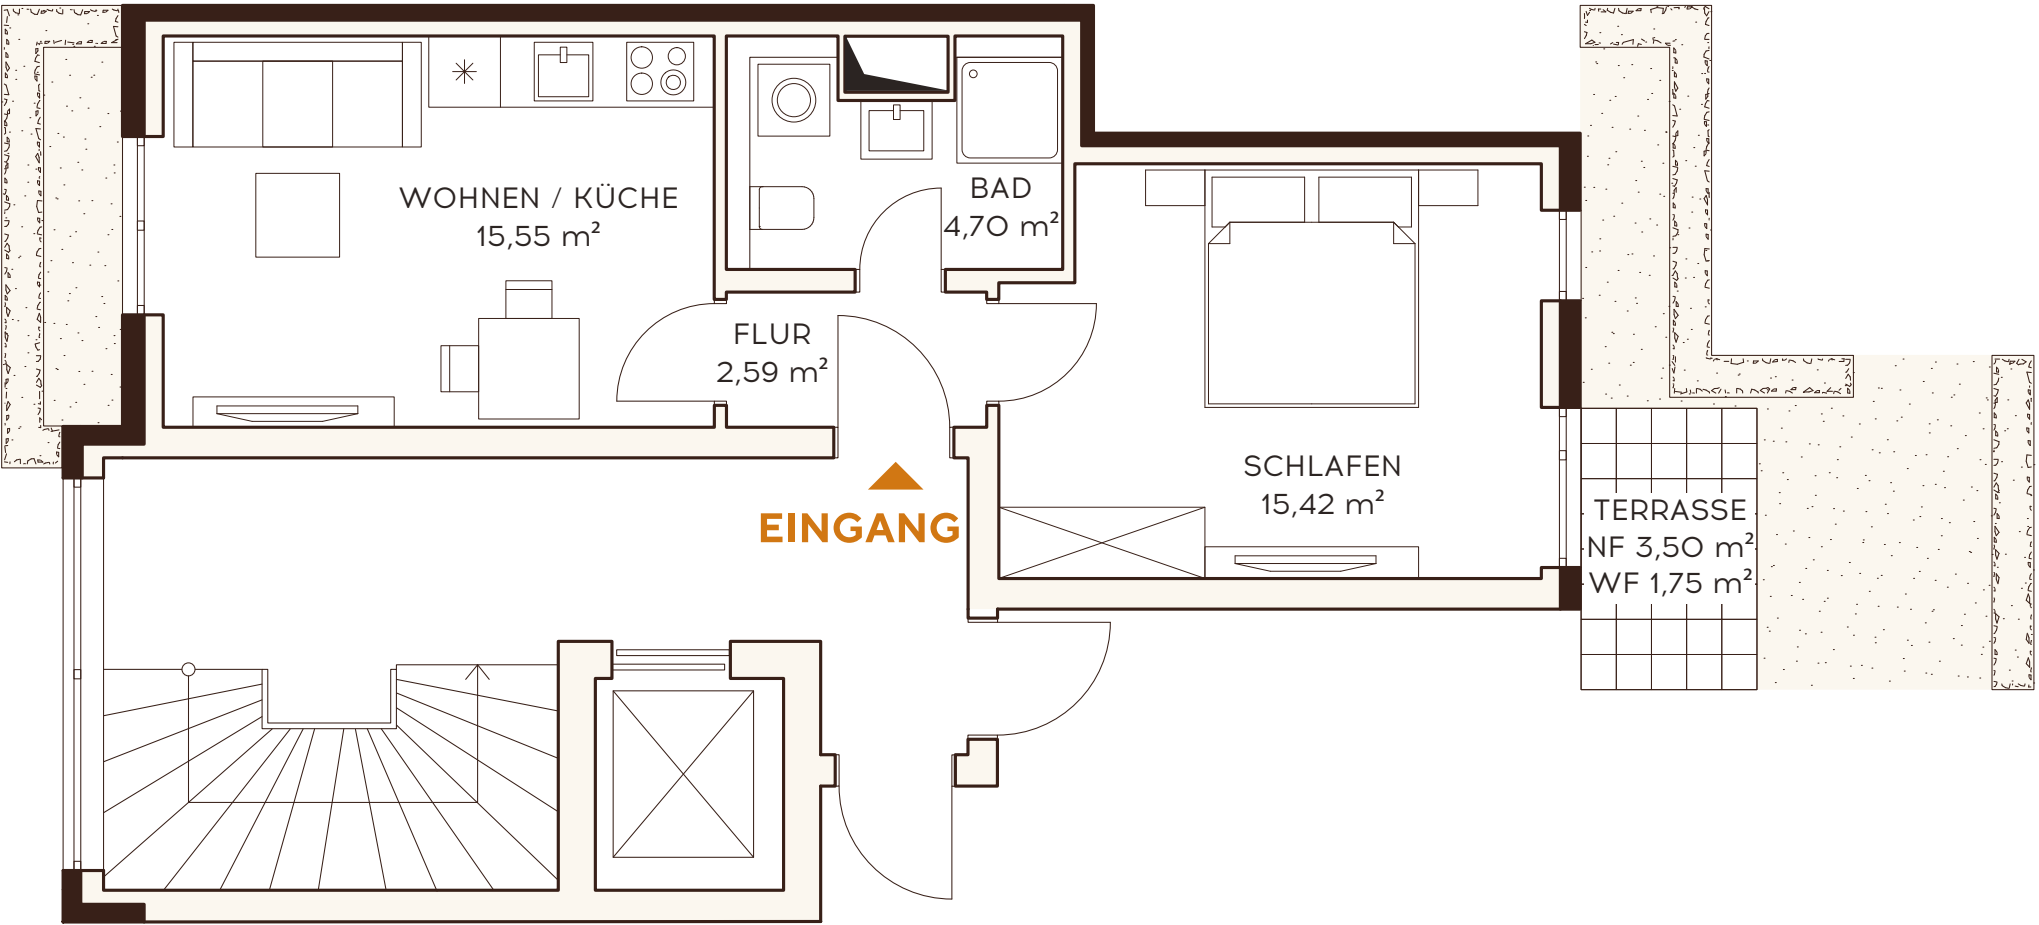 WOHNEN / KÜCHE
15,55 m²
BAD
4,70 m²
FLUR
2,59 m²
SCHLAFEN
15,42 m²
EINGANG
TERRASSE
NF 3,50 m²
WF 1,75 m²